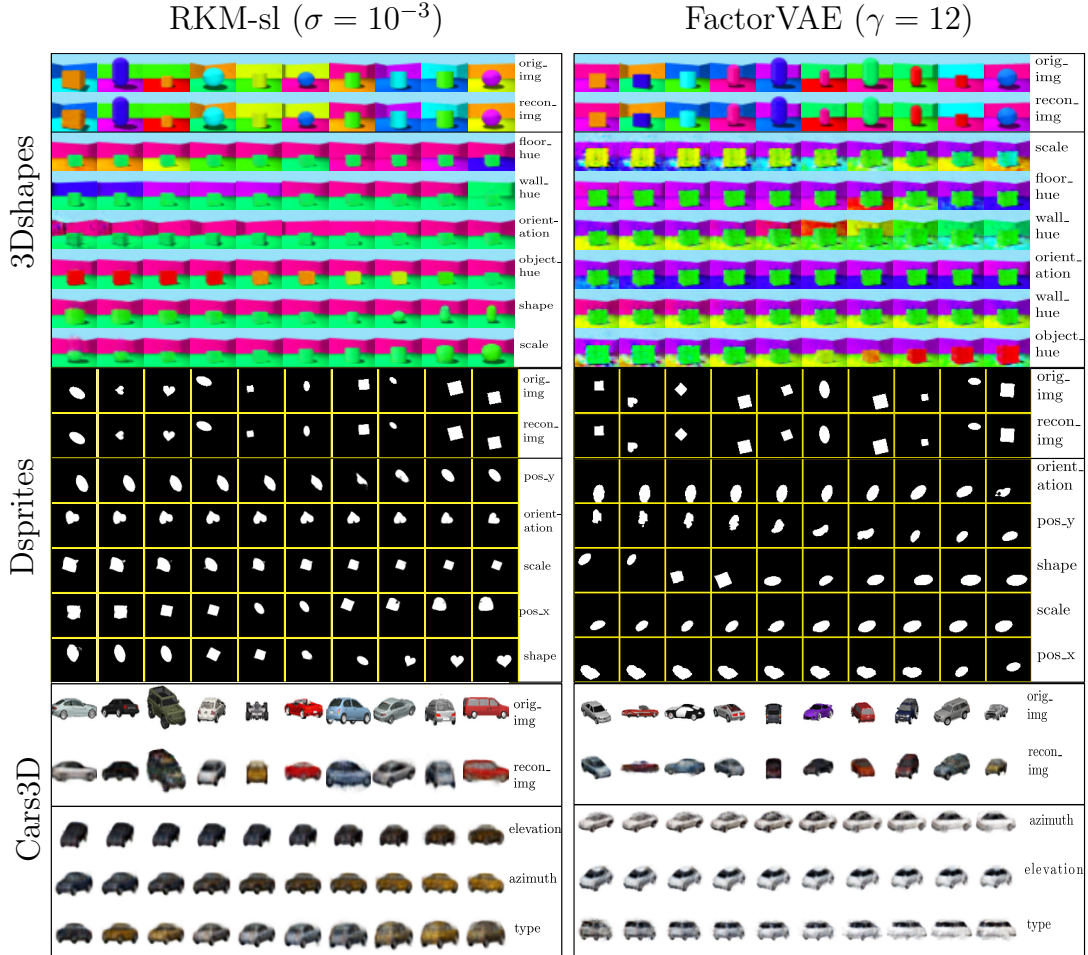 RKM-sl (σ = 10⁻³)
FactorVAE (γ = 12)
3Dshapes
orig_
img
recon_
img
floor_
hue
wall_
hue
orient-
ation
object_
hue
shape
scale
orig_
img
recon_
img
scale
floor_
hue
wall_
hue
orient_
ation
wall_
hue
object_
hue
Dsprites
orig_
img
recon_
img
pos_y
orient-
ation
scale
pos_x
shape
orig_
img
recon_
img
orient_
ation
pos_y
shape
scale
pos_x
Cars3D
orig_
img
recon_
img
elevation
azimuth
type
orig_
img
recon_
img
azimuth
elevation
type